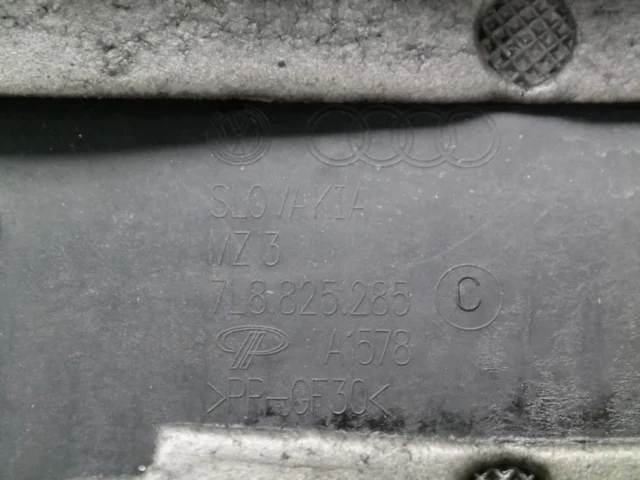 SLOVAKIA
MZ 3
7L8.825.285 C
A1578
>PP-GF30<